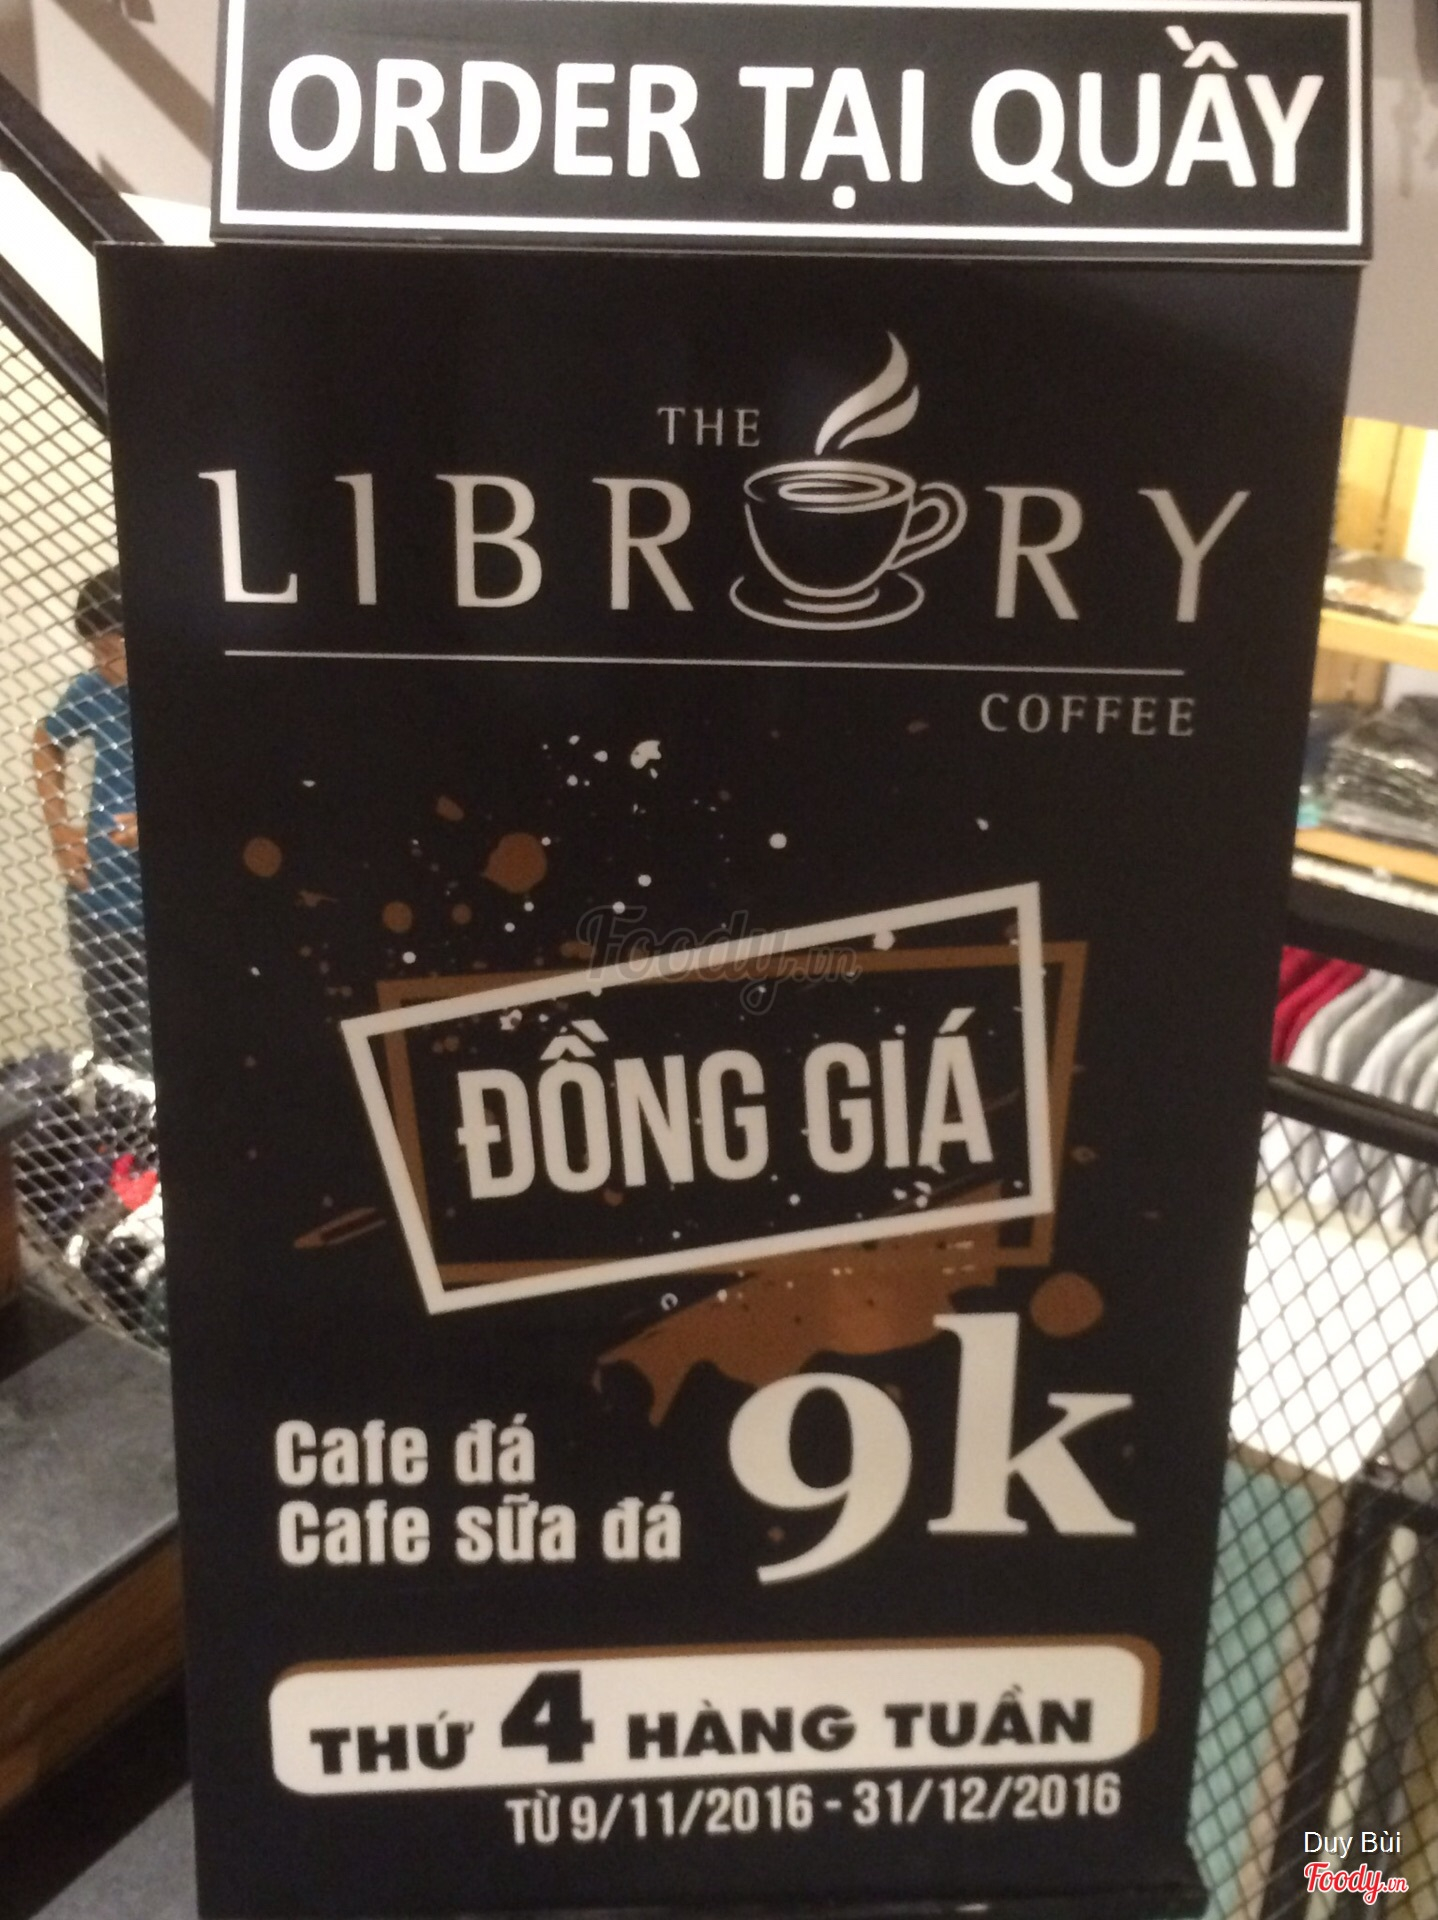 ORDER TẠI QUẦY
THE
LIBRRY
COFFEE
Foody.vn
ĐỒNG GIÁ
9k
Cafe đá
Cafe sữa đá
THỨ 4 HÀNG TUẦN
TỪ 9/11/2016 - 31/12/2016
Duy Bùi
Foody.vn